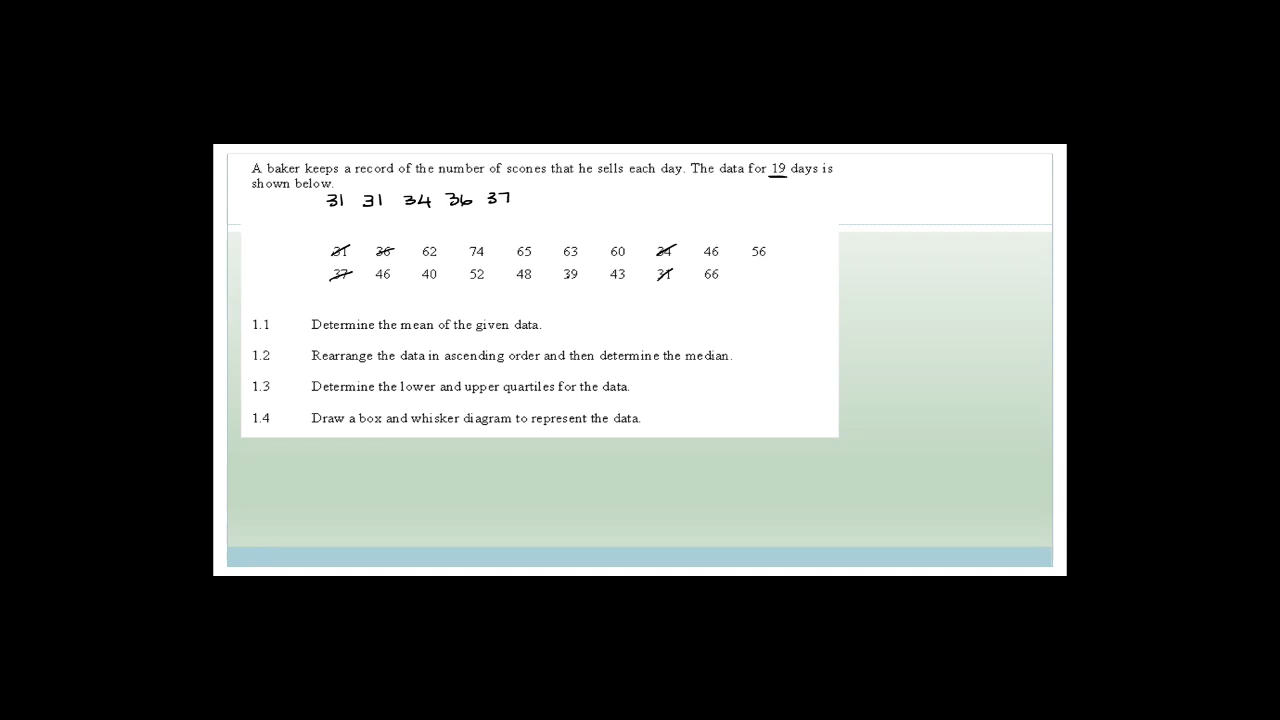 A baker keeps a record of the number of scones that he sells each day. The data for 19 days is
shown below.
31 31 34 36 37
31 36 62 74 65 63 60 34 46 56
37 46 40 52 48 39 43 31 66
1.1 Determine the mean of the given data.
1.2 Rearrange the data in ascending order and then determine the median.
1.3 Determine the lower and upper quartiles for the data.
1.4 Draw a box and whisker diagram to represent the data.